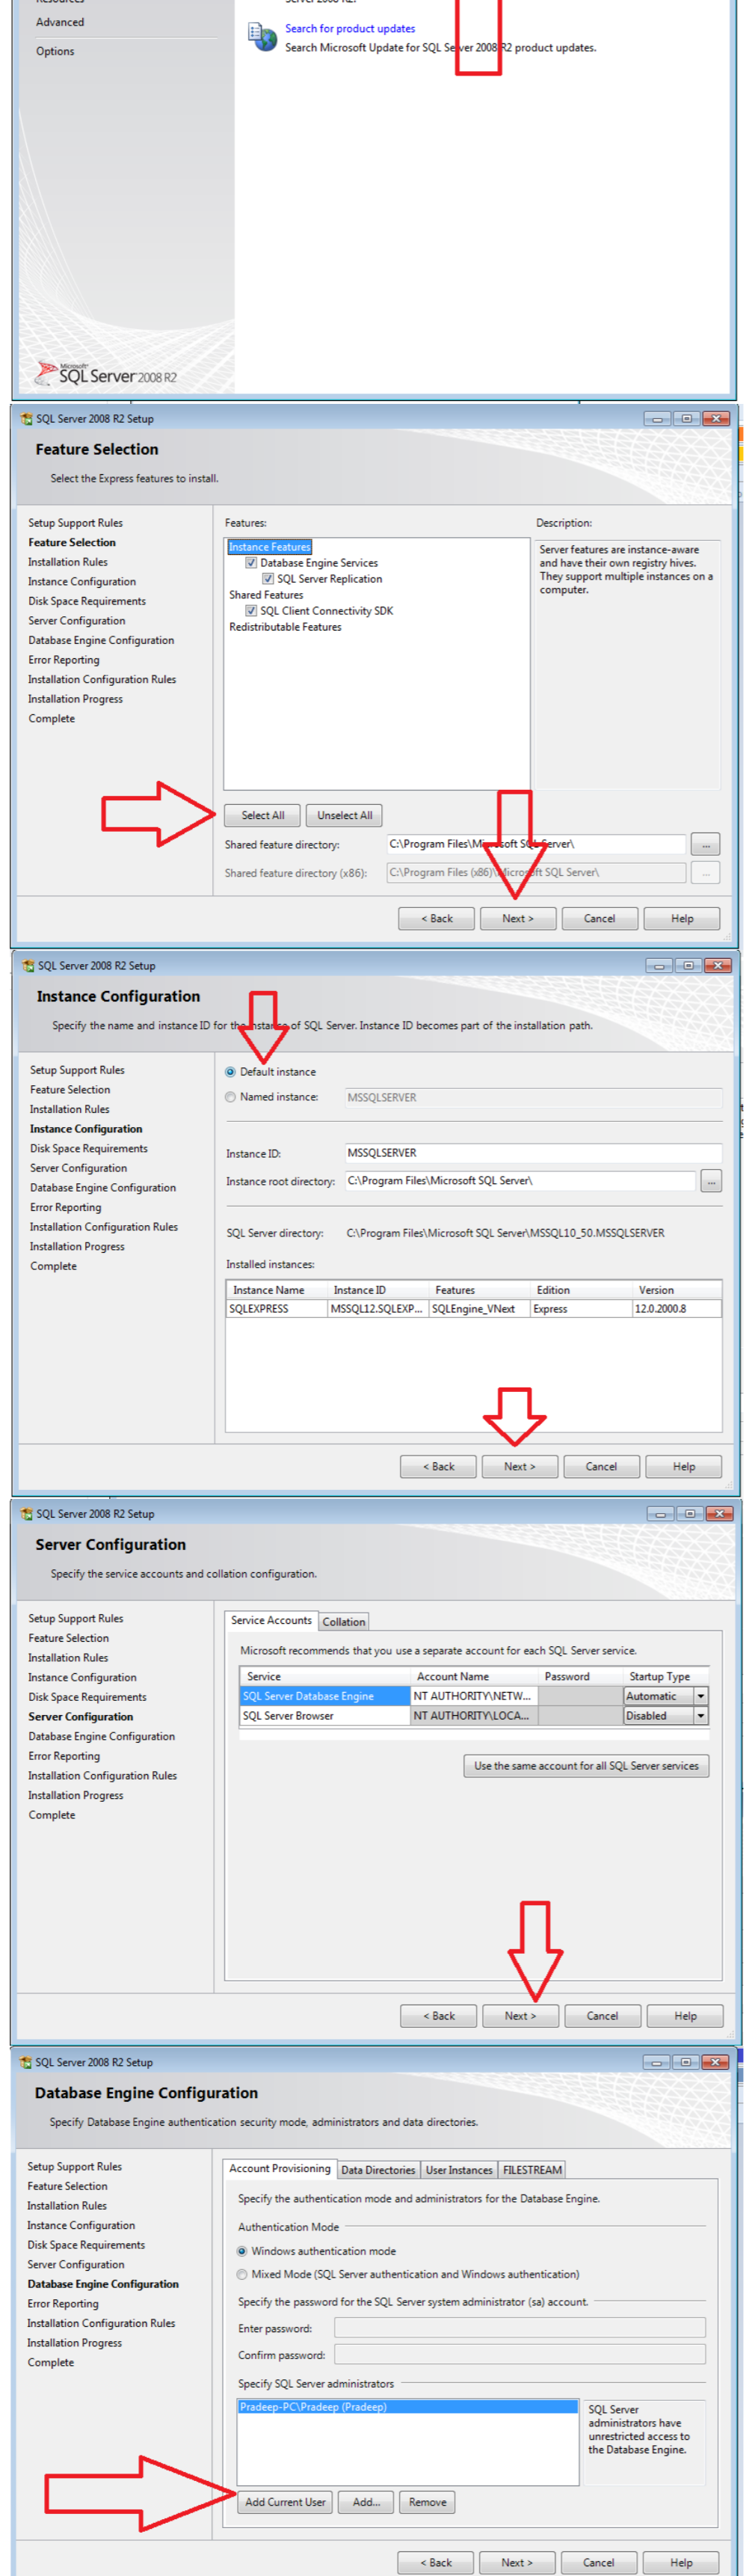 Resources
Server 2008 R2.
Advanced
Search for product updates
Search Microsoft Update for SQL Server 2008 R2 product updates.
Options
Microsoft
SQL Server 2008 R2
SQL Server 2008 R2 Setup
Feature Selection
Select the Express features to install.
Setup Support Rules
Feature Selection
Installation Rules
Instance Configuration
Disk Space Requirements
Server Configuration
Database Engine Configuration
Error Reporting
Installation Configuration Rules
Installation Progress
Complete
Features:
Instance Features
Database Engine Services
SQL Server Replication
Shared Features
SQL Client Connectivity SDK
Redistributable Features
Description:
Server features are instance-aware
and have their own registry hives.
They support multiple instances on a
computer.
Select All Unselect All
Shared feature directory: C:\Program Files\Microsoft SQL Server\ ...
Shared feature directory (x86): C:\Program Files (x86)\Microsoft SQL Server\ ...
< Back Next > Cancel Help
SQL Server 2008 R2 Setup
Instance Configuration
Specify the name and instance ID for the instance of SQL Server. Instance ID becomes part of the installation path.
Setup Support Rules
Feature Selection
Installation Rules
Instance Configuration
Disk Space Requirements
Server Configuration
Database Engine Configuration
Error Reporting
Installation Configuration Rules
Installation Progress
Complete
Default instance
Named instance: MSSQLSERVER
Instance ID: MSSQLSERVER
Instance root directory: C:\Program Files\Microsoft SQL Server\ ...
SQL Server directory: C:\Program Files\Microsoft SQL Server\MSSQL10_50.MSSQLSERVER
Installed instances:
Instance Name Instance ID Features Edition Version
SQLEXPRESS MSSQL12.SQLEXP... SQLEngine_VNext Express 12.0.2000.8
< Back Next > Cancel Help
SQL Server 2008 R2 Setup
Server Configuration
Specify the service accounts and collation configuration.
Setup Support Rules
Feature Selection
Installation Rules
Instance Configuration
Disk Space Requirements
Server Configuration
Database Engine Configuration
Error Reporting
Installation Configuration Rules
Installation Progress
Complete
Service Accounts Collation
Microsoft recommends that you use a separate account for each SQL Server service.
Service Account Name Password Startup Type
SQL Server Database Engine NT AUTHORITY\NETW... Automatic
SQL Server Browser NT AUTHORITY\LOCA... Disabled
Use the same account for all SQL Server services
< Back Next > Cancel Help
SQL Server 2008 R2 Setup
Database Engine Configuration
Specify Database Engine authentication security mode, administrators and data directories.
Setup Support Rules
Feature Selection
Installation Rules
Instance Configuration
Disk Space Requirements
Server Configuration
Database Engine Configuration
Error Reporting
Installation Configuration Rules
Installation Progress
Complete
Account Provisioning Data Directories User Instances FILESTREAM
Specify the authentication mode and administrators for the Database Engine.
Authentication Mode
Windows authentication mode
Mixed Mode (SQL Server authentication and Windows authentication)
Specify the password for the SQL Server system administrator (sa) account.
Enter password:
Confirm password:
Specify SQL Server administrators
Pradeep-PC\Pradeep (Pradeep)
SQL Server
administrators have
unrestricted access to
the Database Engine.
Add Current User Add... Remove
< Back Next > Cancel Help